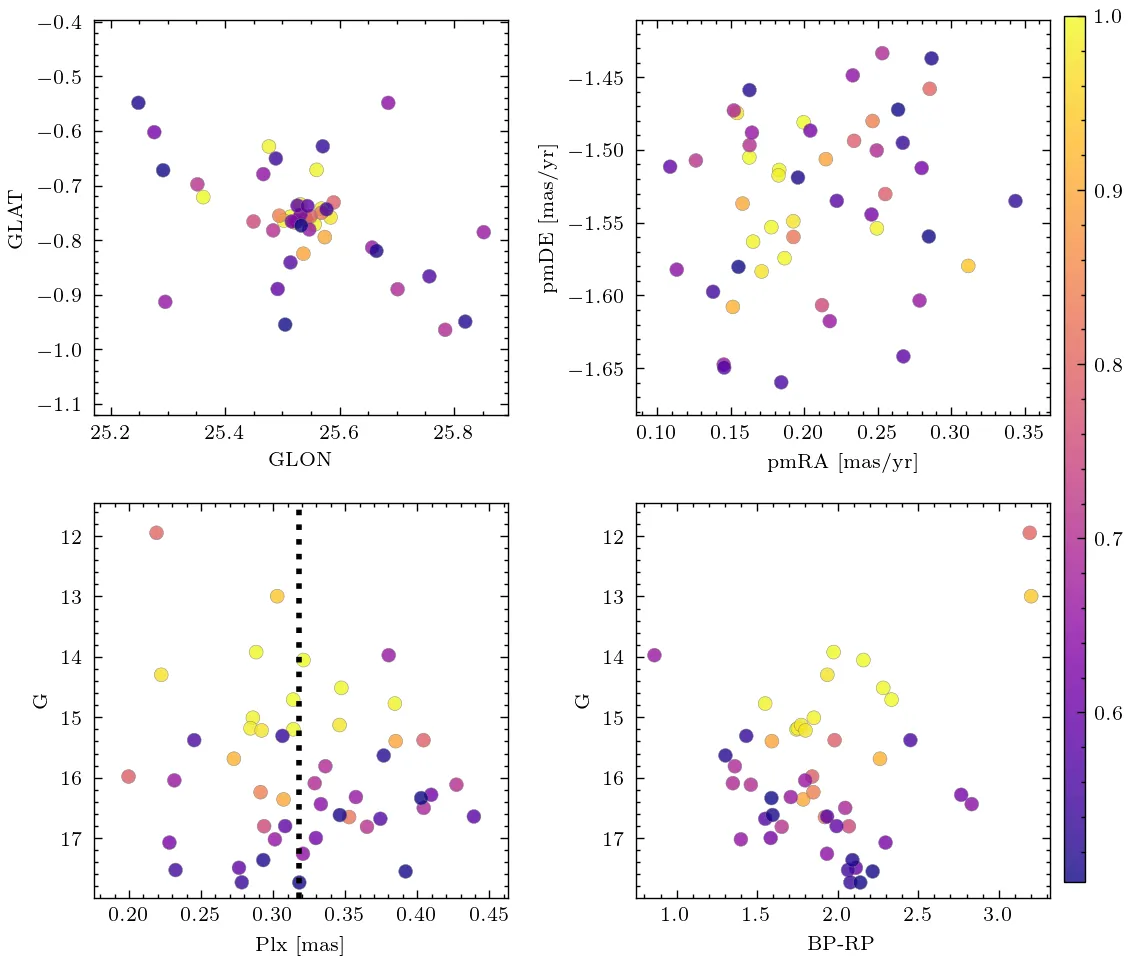 −0.4
−0.5
−0.6
−0.7
−0.8
−0.9
−1.0
−1.1
GLAT
25.2 25.4 25.6 25.8
GLON
−1.45
−1.50
−1.55
−1.60
−1.65
pmDE [mas/yr]
0.10 0.15 0.20 0.25 0.30 0.35
pmRA [mas/yr]
1.0
0.9
0.8
0.7
0.6
12
13
14
15
16
17
G
0.20 0.25 0.30 0.35 0.40 0.45
Plx [mas]
12
13
14
15
16
17
G
1.0 1.5 2.0 2.5 3.0
BP-RP